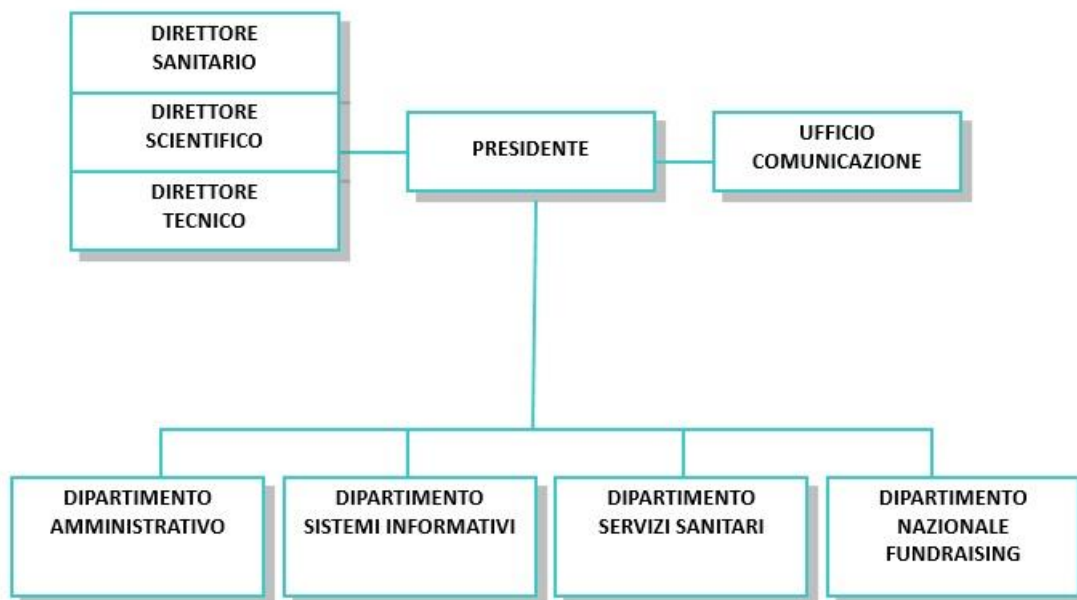 DIRETTORE
SANITARIO
DIRETTORE
SCIENTIFICO
DIRETTORE
TECNICO
PRESIDENTE
UFFICIO
COMUNICAZIONE
DIPARTIMENTO
AMMINISTRATIVO
DIPARTIMENTO
SISTEMI INFORMATIVI
DIPARTIMENTO
SERVIZI SANITARI
DIPARTIMENTO
NAZIONALE
FUNDRAISING